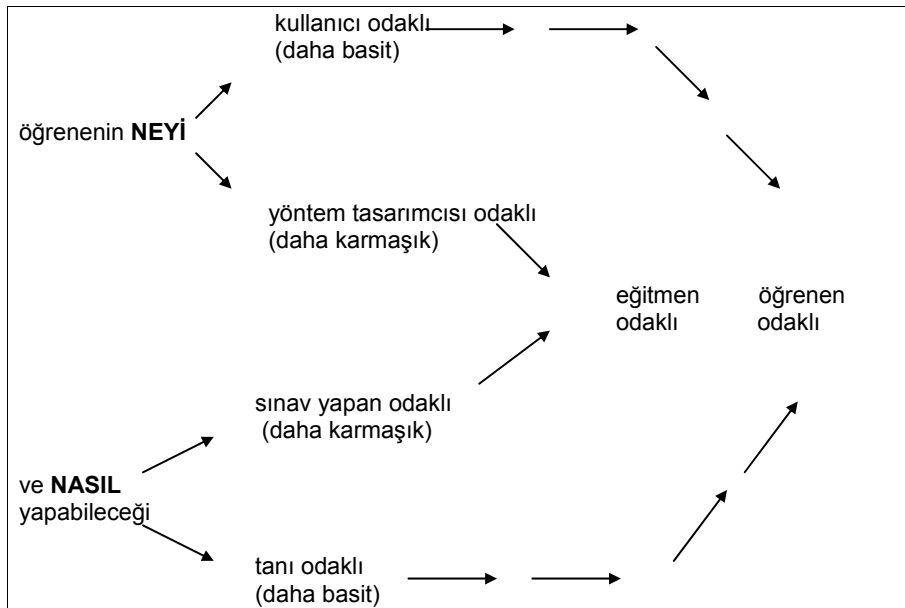 kullanıcı odaklı
(daha basit)
öğrenenin NEYİ
yöntem tasarımcısı odaklı
(daha karmaşık)
eğitmen
odaklı
öğrenen
odaklı
sınav yapan odaklı
(daha karmaşık)
ve NASIL
yapabileceği
tanı odaklı
(daha basit)